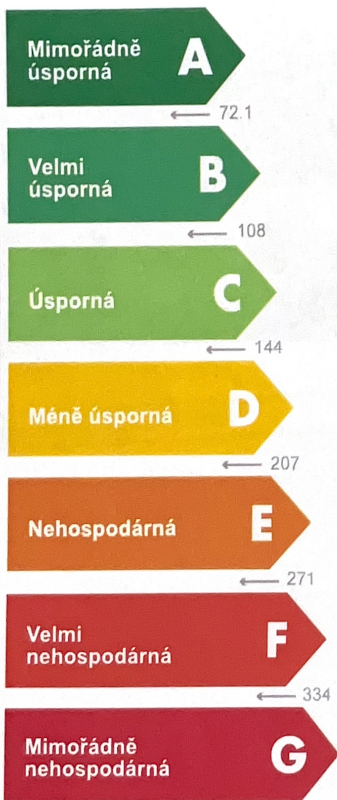 Mimořádně
úsporná
A
72.1
Velmi
úsporná
B
108
Úsporná
C
144
Méně úsporná
D
207
Nehospodárná
E
271
Velmi
nehospodárná
F
334
Mimořádně
nehospodárná
G